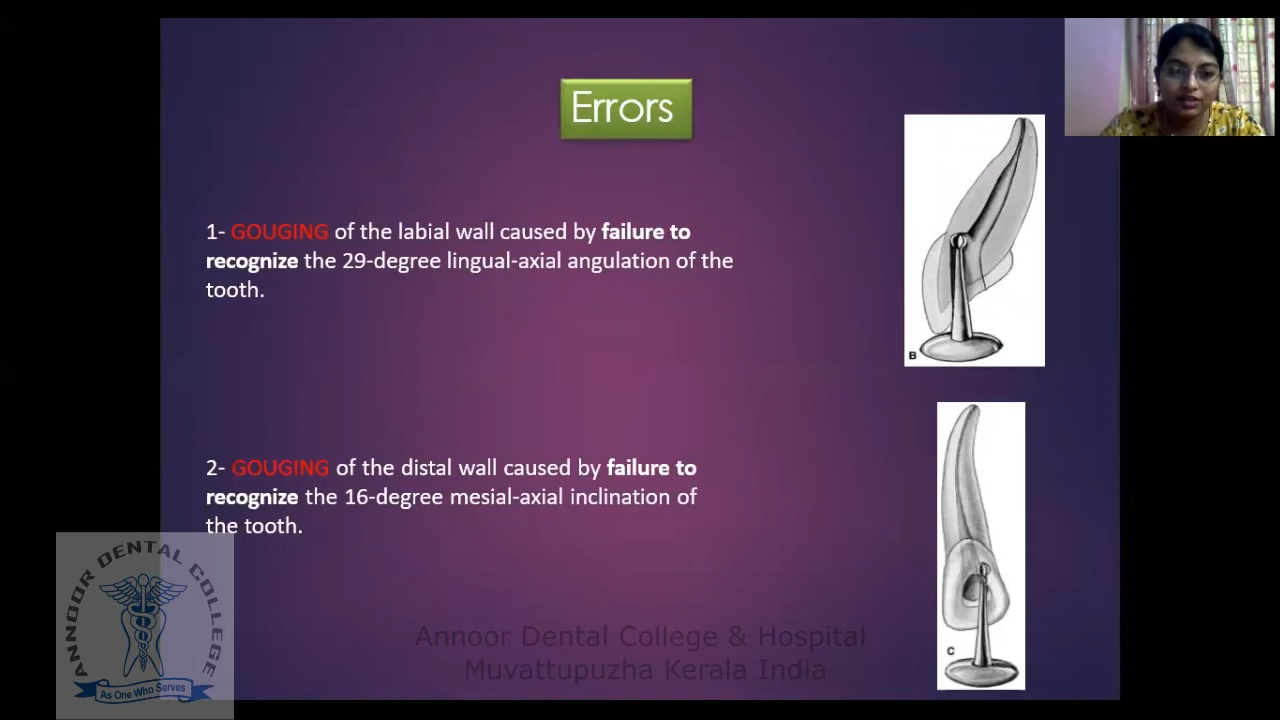 Errors
1- GOUGING of the labial wall caused by failure to
recognize the 29-degree lingual-axial angulation of the
tooth.
B
2- GOUGING of the distal wall caused by failure to
recognize the 16-degree mesial-axial inclination of
the tooth.
C
ANNOOR DENTAL COLLEGE
As One Who Serves
Annoor Dental College & Hospital
Muvattupuzha Kerala India